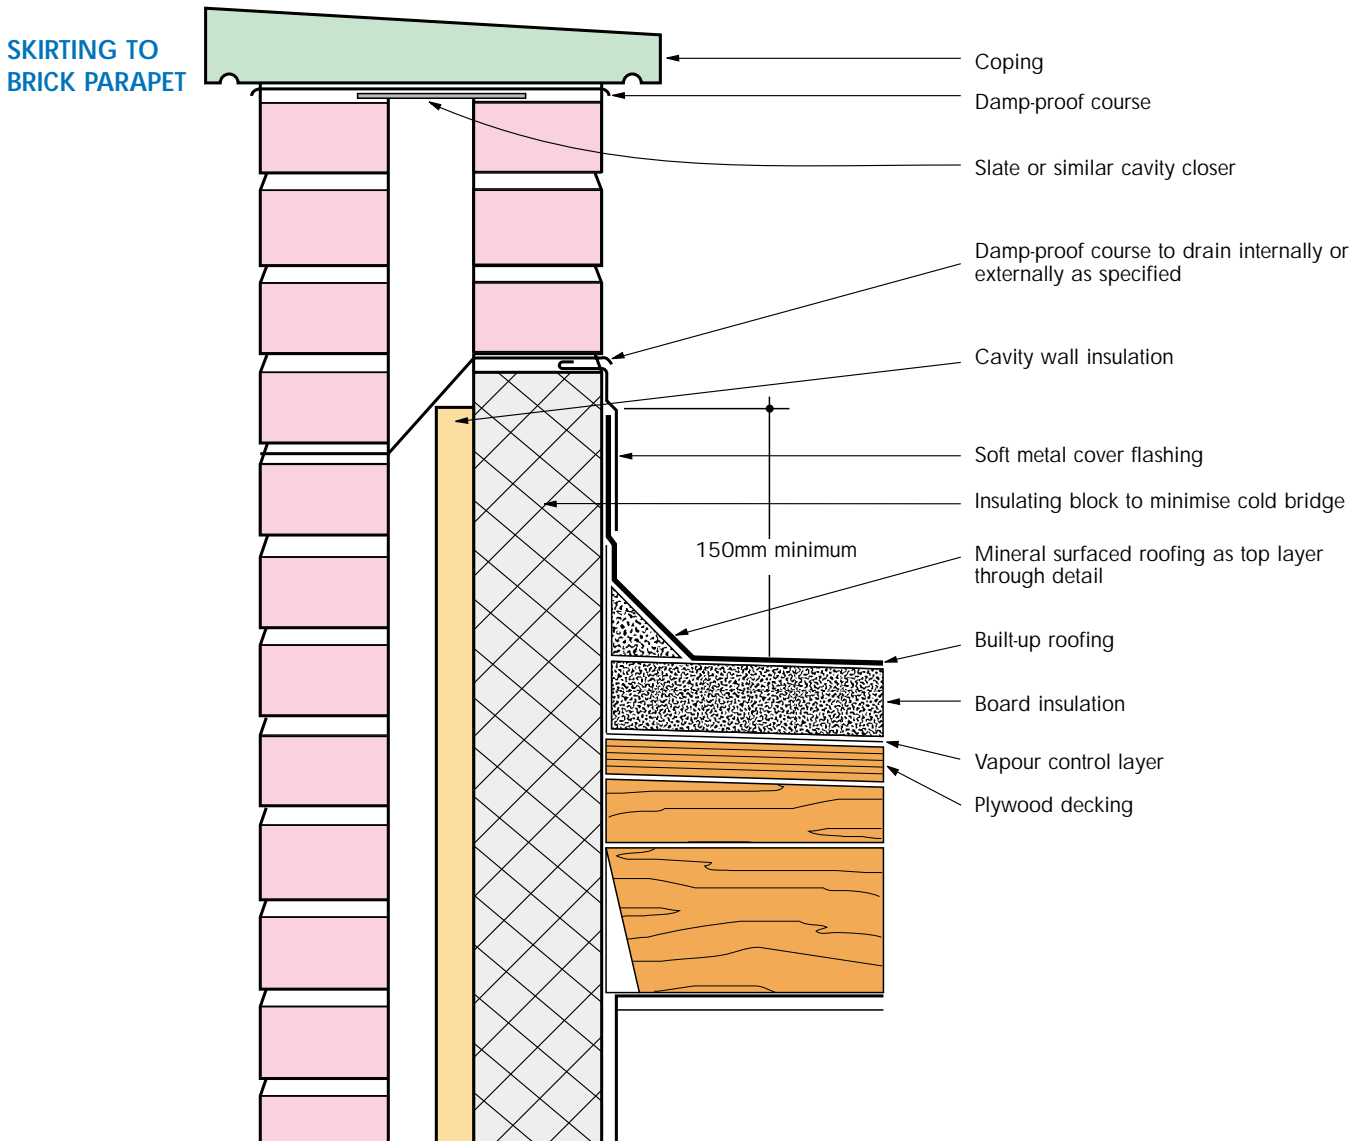 SKIRTING TO
BRICK PARAPET
Coping
Damp-proof course
Slate or similar cavity closer
Damp-proof course to drain internally or
externally as specified
Cavity wall insulation
Soft metal cover flashing
Insulating block to minimise cold bridge
150mm minimum
Mineral surfaced roofing as top layer
through detail
Built-up roofing
Board insulation
Vapour control layer
Plywood decking